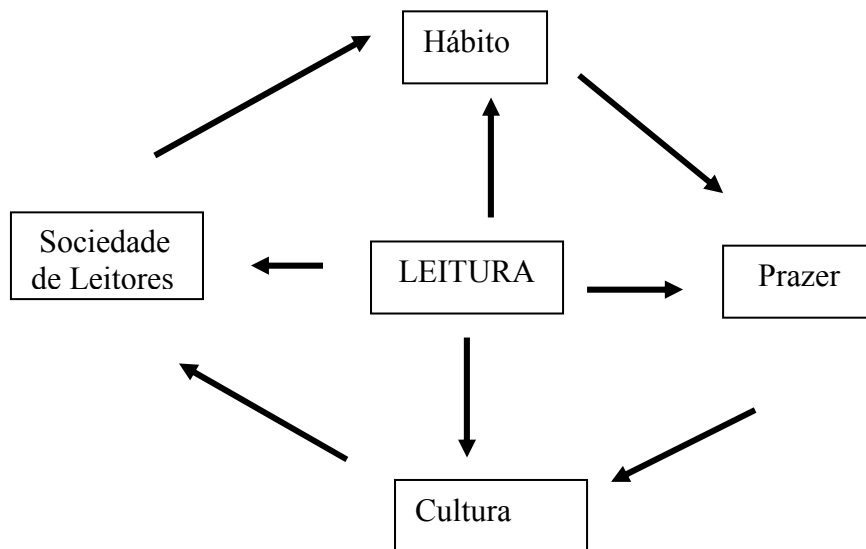 Hábito
Sociedade
de Leitores
LEITURA
Prazer
Cultura